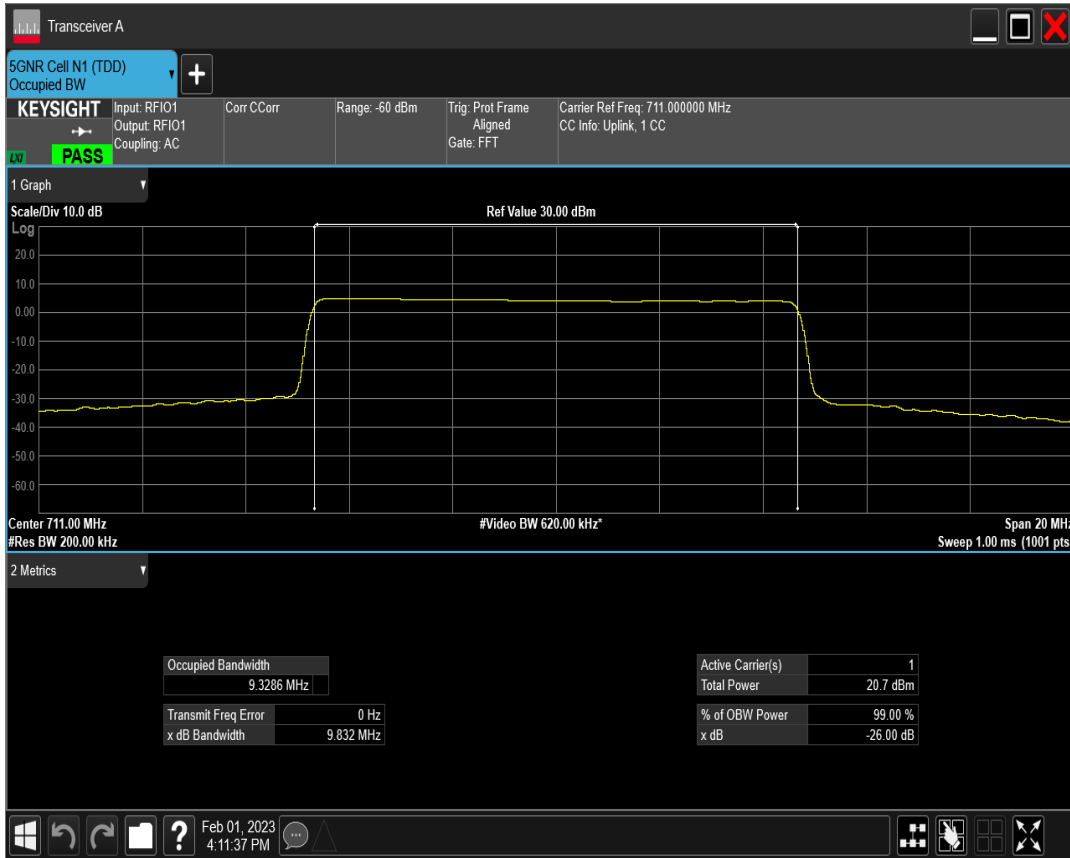 Transceiver A
5GNR Cell N1 (TDD)
Occupied BW
+
KEYSIGHT
LXI
PASS
Input: RFIO1
Output: RFIO1
Coupling: AC
Corr CCorr
Range: -60 dBm
Trig: Prot Frame
Aligned
Gate: FFT
Carrier Ref Freq: 711.000000 MHz
CC Info: Uplink, 1 CC
1 Graph
Scale/Div 10.0 dB
Ref Value 30.00 dBm
Log
20.0
10.0
0.00
-10.0
-20.0
-30.0
-40.0
-50.0
-60.0
Center 711.00 MHz
#Video BW 620.00 kHz*
Span 20 MHz
#Res BW 200.00 kHz
Sweep 1.00 ms (1001 pts
2 Metrics
Occupied Bandwidth
9.3286 MHz
Transmit Freq Error 0 Hz
x dB Bandwidth 9.832 MHz
Active Carrier(s) 1
Total Power 20.7 dBm
% of OBW Power 99.00 %
x dB -26.00 dB
?
Feb 01, 2023
4:11:37 PM